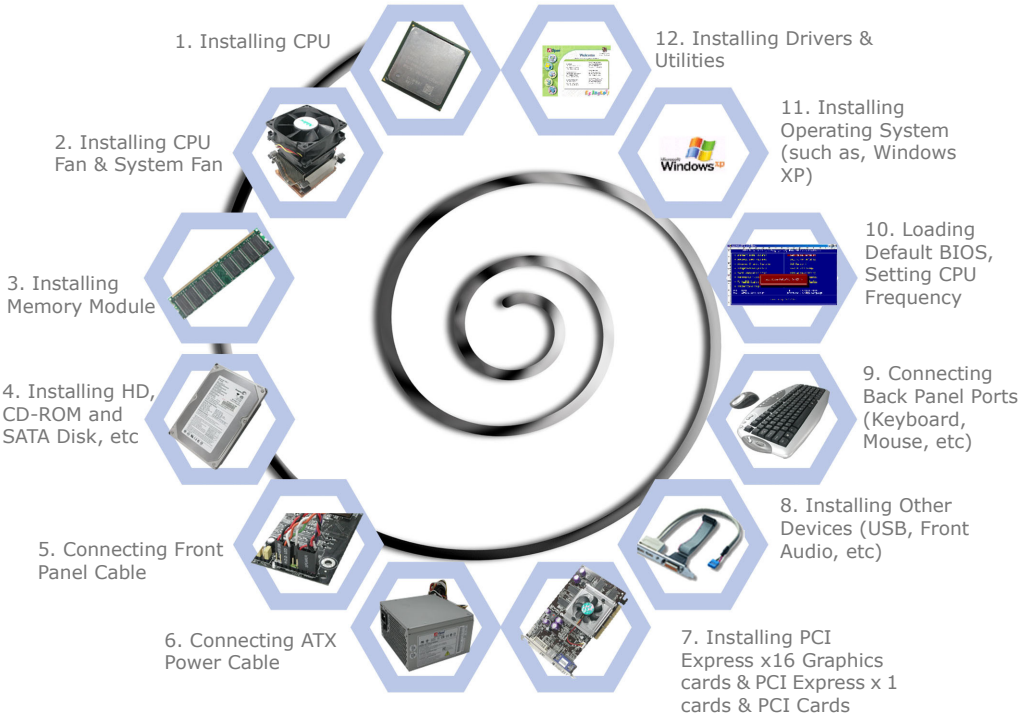 1. Installing CPU
2. Installing CPU
Fan & System Fan
3. Installing
Memory Module
4. Installing HD,
CD-ROM and
SATA Disk, etc
5. Connecting Front
Panel Cable
6. Connecting ATX
Power Cable
7. Installing PCI
Express x16 Graphics
cards & PCI Express x 1
cards & PCI Cards
8. Installing Other
Devices (USB, Front
Audio, etc)
9. Connecting
Back Panel Ports
(Keyboard,
Mouse, etc)
10. Loading
Default BIOS,
Setting CPU
Frequency
11. Installing
Operating System
(such as, Windows
XP)
Microsoft
Windows xp
12. Installing Drivers &
Utilities
Welcome